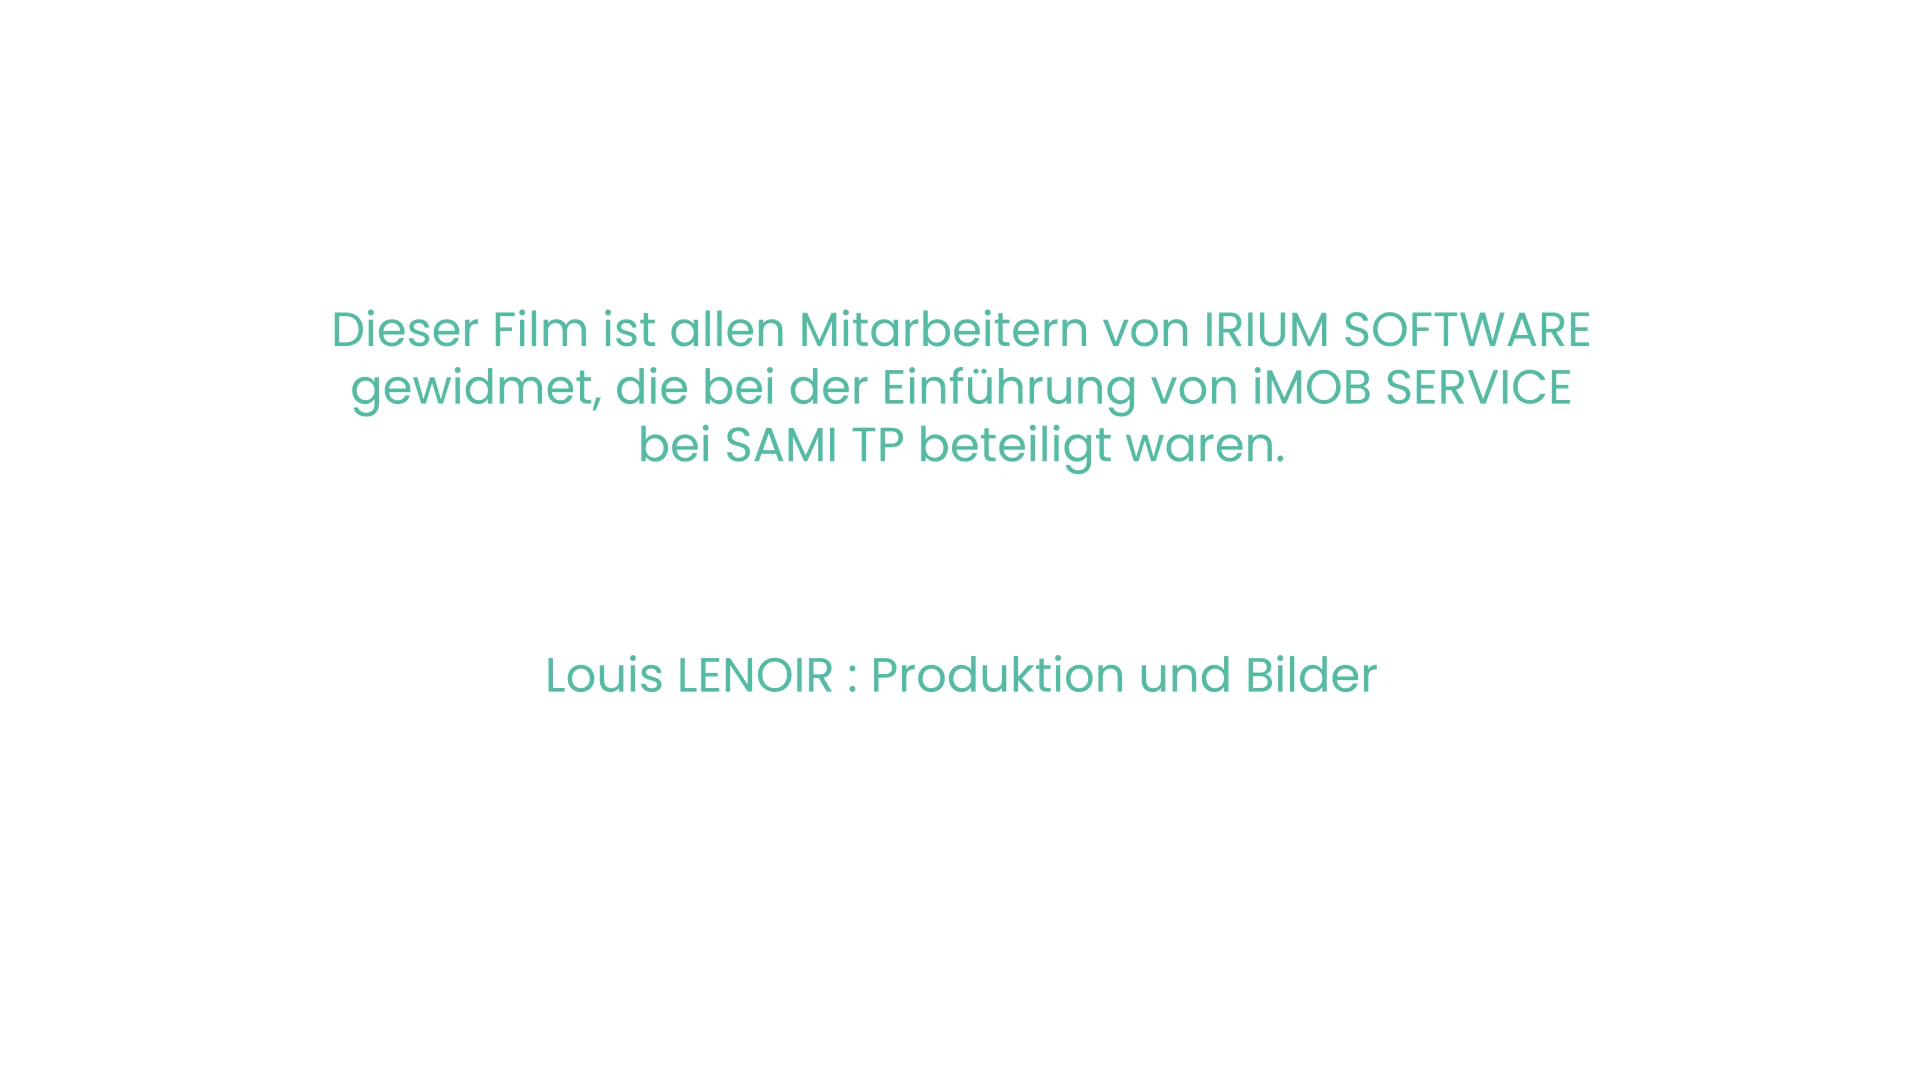 Dieser Film ist allen Mitarbeitern von IRIUM SOFTWARE
gewidmet, die bei der Einführung von iMOB SERVICE
bei SAMI TP beteiligt waren.
Louis LENOIR : Produktion und Bilder